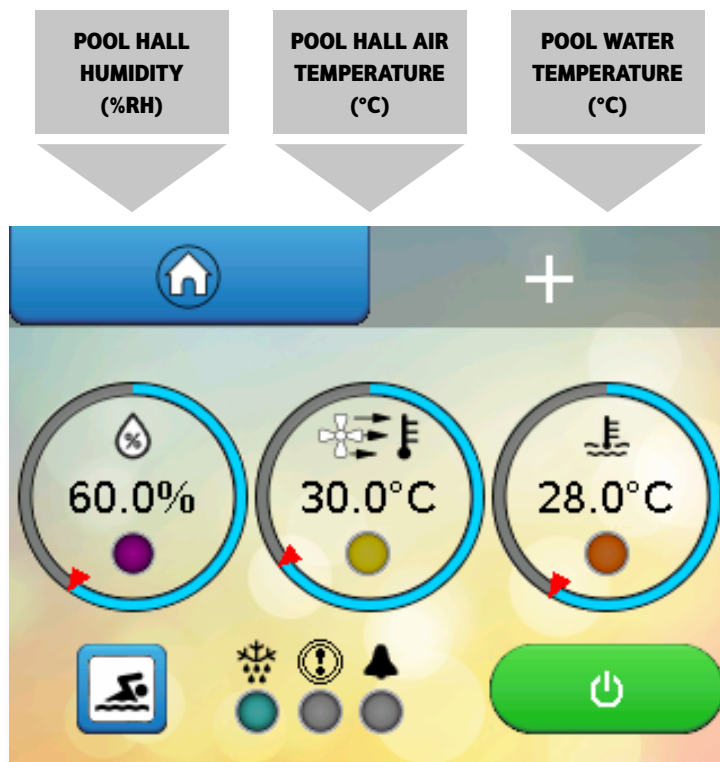 POOL HALL
HUMIDITY
(%RH)
POOL HALL AIR
TEMPERATURE
(°C)
POOL WATER
TEMPERATURE
(°C)
%
60.0%
30.0°C
28.0°C